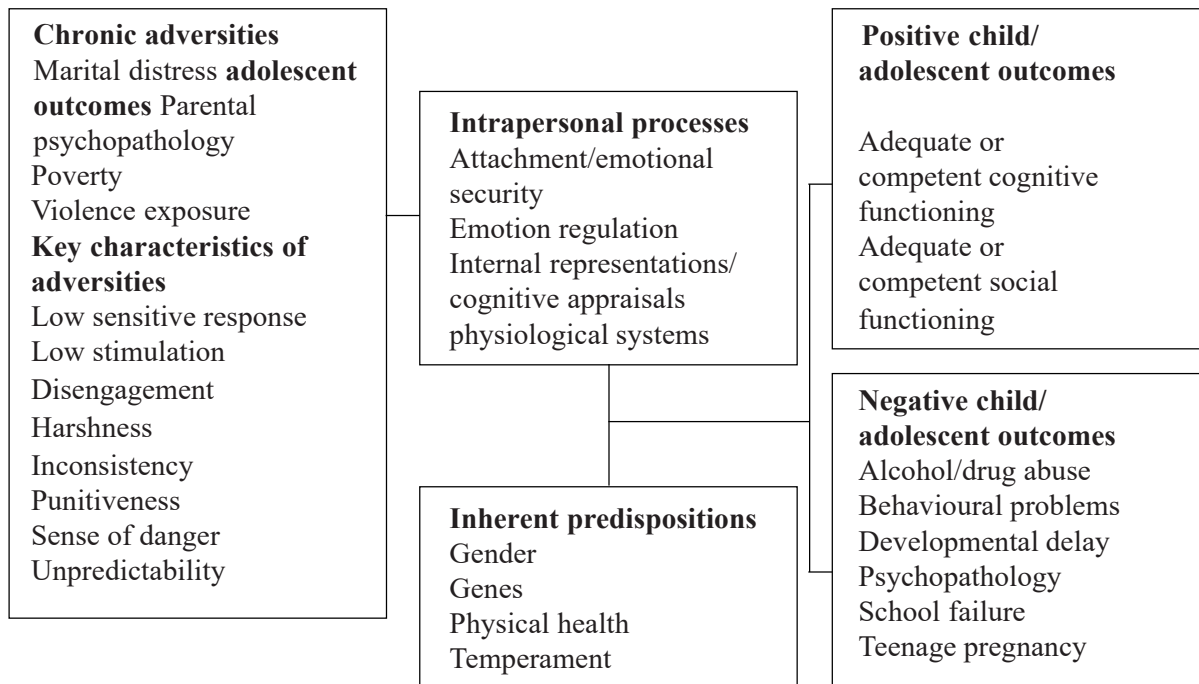 Chronic adversities
Marital distress adolescent
outcomes Parental
psychopathology
Poverty
Violence exposure
Key characteristics of
adversities
Low sensitive response
Low stimulation
Disengagement
Harshness
Inconsistency
Punitiveness
Sense of danger
Unpredictability
Intrapersonal processes
Attachment/emotional
security
Emotion regulation
Internal representations/
cognitive appraisals
physiological systems
Inherent predispositions
Gender
Genes
Physical health
Temperament
Positive child/
adolescent outcomes
Adequate or
competent cognitive
functioning
Adequate or
competent social
functioning
Negative child/
adolescent outcomes
Alcohol/drug abuse
Behavioural problems
Developmental delay
Psychopathology
School failure
Teenage pregnancy